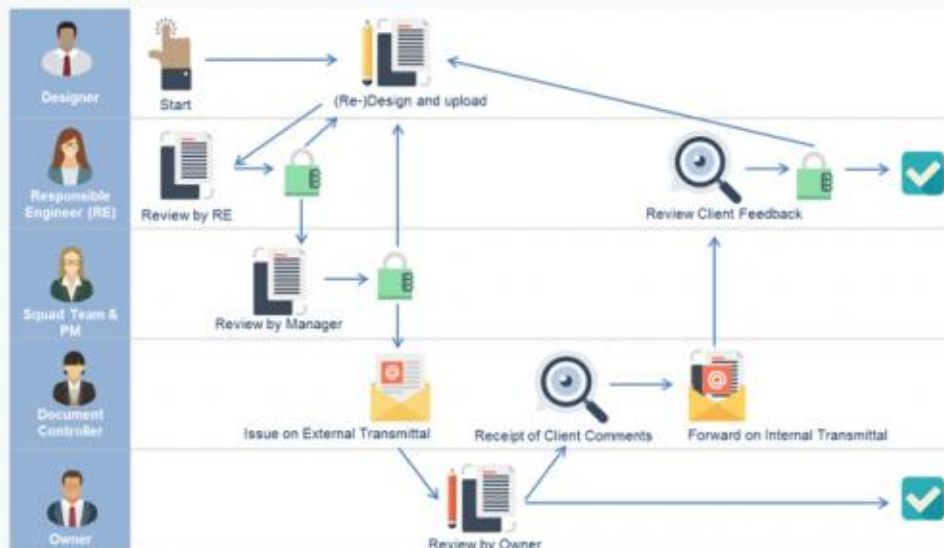 Designer
Start
(Re-)Design and upload
Responsible
Engineer (RE)
Review by RE
Review Client Feedback
Squad Team &
PM
Review by Manager
Document
Controller
Issue on External Transmittal
Receipt of Client Comments
Forward on Internal Transmittal
Owner
Review by Owner